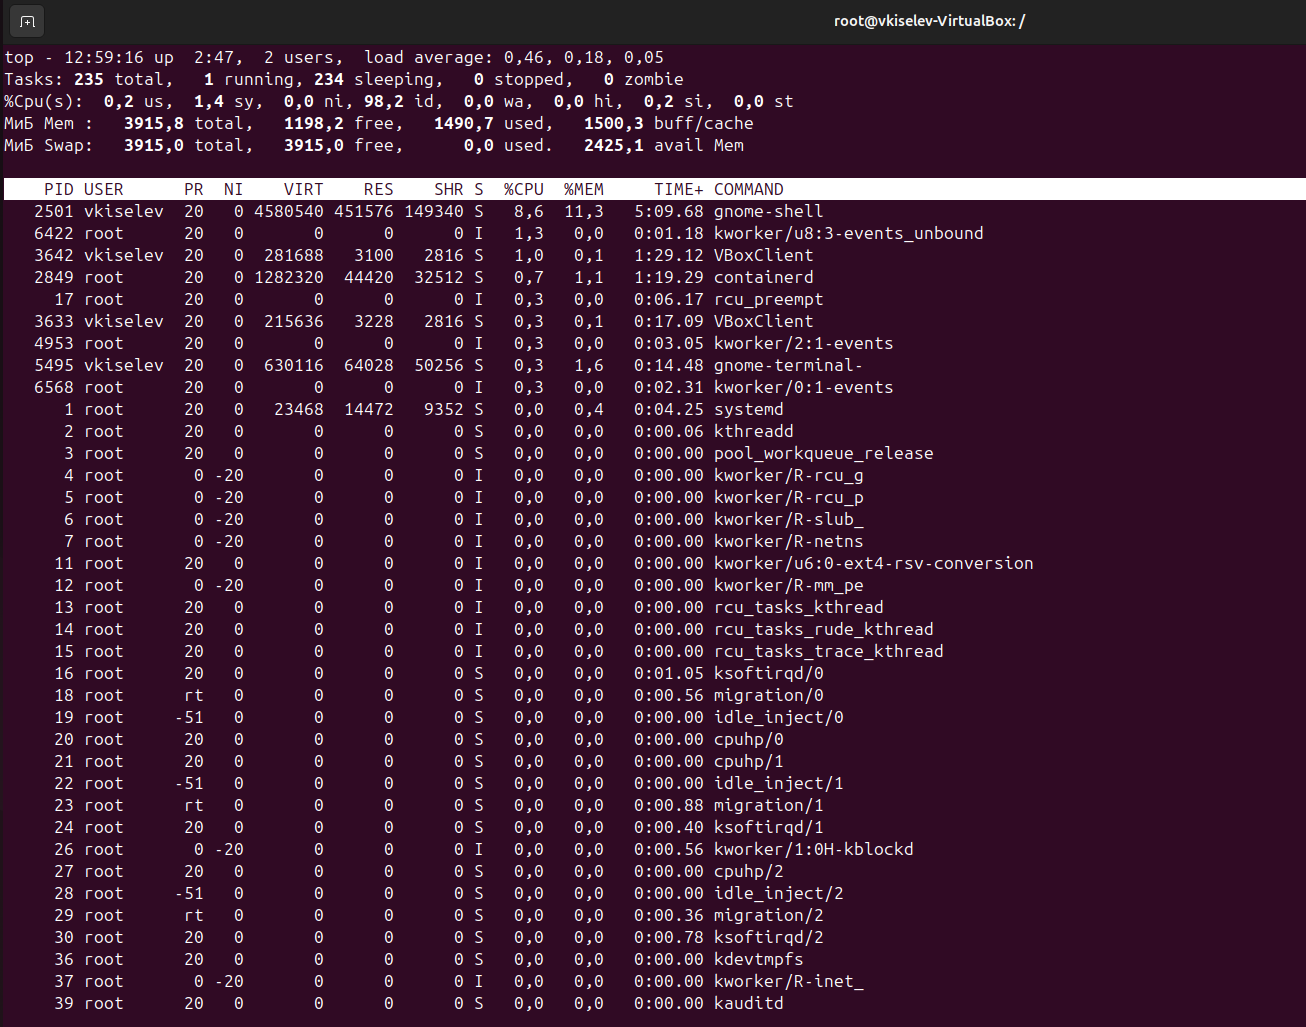 root@vkiselev-VirtualBox: /
top - 12:59:16 up  2:47,  2 users,  load average: 0,46, 0,18, 0,05
Tasks: 235 total,   1 running, 234 sleeping,   0 stopped,   0 zombie
%Cpu(s):  0,2 us,  1,4 sy,  0,0 ni, 98,2 id,  0,0 wa,  0,0 hi,  0,2 si,  0,0 st
МиБ Mem :   3915,8 total,   1198,2 free,   1490,7 used,   1500,3 buff/cache
МиБ Swap:   3915,0 total,   3915,0 free,      0,0 used.   2425,1 avail Mem
    PID USER      PR  NI    VIRT    RES    SHR S  %CPU  %MEM     TIME+ COMMAND
   2501 vkiselev  20   0 4580540 451576 149340 S   8,6  11,3   5:09.68 gnome-shell
   6422 root      20   0       0      0      0 I   1,3   0,0   0:01.18 kworker/u8:3-events_unbound
   3642 vkiselev  20   0  281688   3100   2816 S   1,0   0,1   1:29.12 VBoxClient
   2849 root      20   0 1282320  44420  32512 S   0,7   1,1   1:19.29 containerd
     17 root      20   0       0      0      0 I   0,3   0,0   0:06.17 rcu_preempt
   3633 vkiselev  20   0  215636   3228   2816 S   0,3   0,1   0:17.09 VBoxClient
   4953 root      20   0       0      0      0 I   0,3   0,0   0:03.05 kworker/2:1-events
   5495 vkiselev  20   0  630116  64028  50256 S   0,3   1,6   0:14.48 gnome-terminal-
   6568 root      20   0       0      0      0 I   0,3   0,0   0:02.31 kworker/0:1-events
      1 root      20   0   23468  14472   9352 S   0,0   0,4   0:04.25 systemd
      2 root      20   0       0      0      0 S   0,0   0,0   0:00.06 kthreadd
      3 root      20   0       0      0      0 S   0,0   0,0   0:00.00 pool_workqueue_release
      4 root       0 -20       0      0      0 I   0,0   0,0   0:00.00 kworker/R-rcu_g
      5 root       0 -20       0      0      0 I   0,0   0,0   0:00.00 kworker/R-rcu_p
      6 root       0 -20       0      0      0 I   0,0   0,0   0:00.00 kworker/R-slub_
      7 root       0 -20       0      0      0 I   0,0   0,0   0:00.00 kworker/R-netns
     11 root      20   0       0      0      0 I   0,0   0,0   0:00.00 kworker/u6:0-ext4-rsv-conversion
     12 root       0 -20       0      0      0 I   0,0   0,0   0:00.00 kworker/R-mm_pe
     13 root      20   0       0      0      0 I   0,0   0,0   0:00.00 rcu_tasks_kthread
     14 root      20   0       0      0      0 I   0,0   0,0   0:00.00 rcu_tasks_rude_kthread
     15 root      20   0       0      0      0 I   0,0   0,0   0:00.00 rcu_tasks_trace_kthread
     16 root      20   0       0      0      0 S   0,0   0,0   0:01.05 ksoftirqd/0
     18 root      rt   0       0      0      0 S   0,0   0,0   0:00.56 migration/0
     19 root     -51   0       0      0      0 S   0,0   0,0   0:00.00 idle_inject/0
     20 root      20   0       0      0      0 S   0,0   0,0   0:00.00 cpuhp/0
     21 root      20   0       0      0      0 S   0,0   0,0   0:00.00 cpuhp/1
     22 root     -51   0       0      0      0 S   0,0   0,0   0:00.00 idle_inject/1
     23 root      rt   0       0      0      0 S   0,0   0,0   0:00.88 migration/1
     24 root      20   0       0      0      0 S   0,0   0,0   0:00.40 ksoftirqd/1
     26 root       0 -20       0      0      0 I   0,0   0,0   0:00.56 kworker/1:0H-kblockd
     27 root      20   0       0      0      0 S   0,0   0,0   0:00.00 cpuhp/2
     28 root     -51   0       0      0      0 S   0,0   0,0   0:00.00 idle_inject/2
     29 root      rt   0       0      0      0 S   0,0   0,0   0:00.36 migration/2
     30 root      20   0       0      0      0 S   0,0   0,0   0:00.78 ksoftirqd/2
     36 root      20   0       0      0      0 S   0,0   0,0   0:00.00 kdevtmpfs
     37 root       0 -20       0      0      0 I   0,0   0,0   0:00.00 kworker/R-inet_
     39 root      20   0       0      0      0 S   0,0   0,0   0:00.00 kauditd